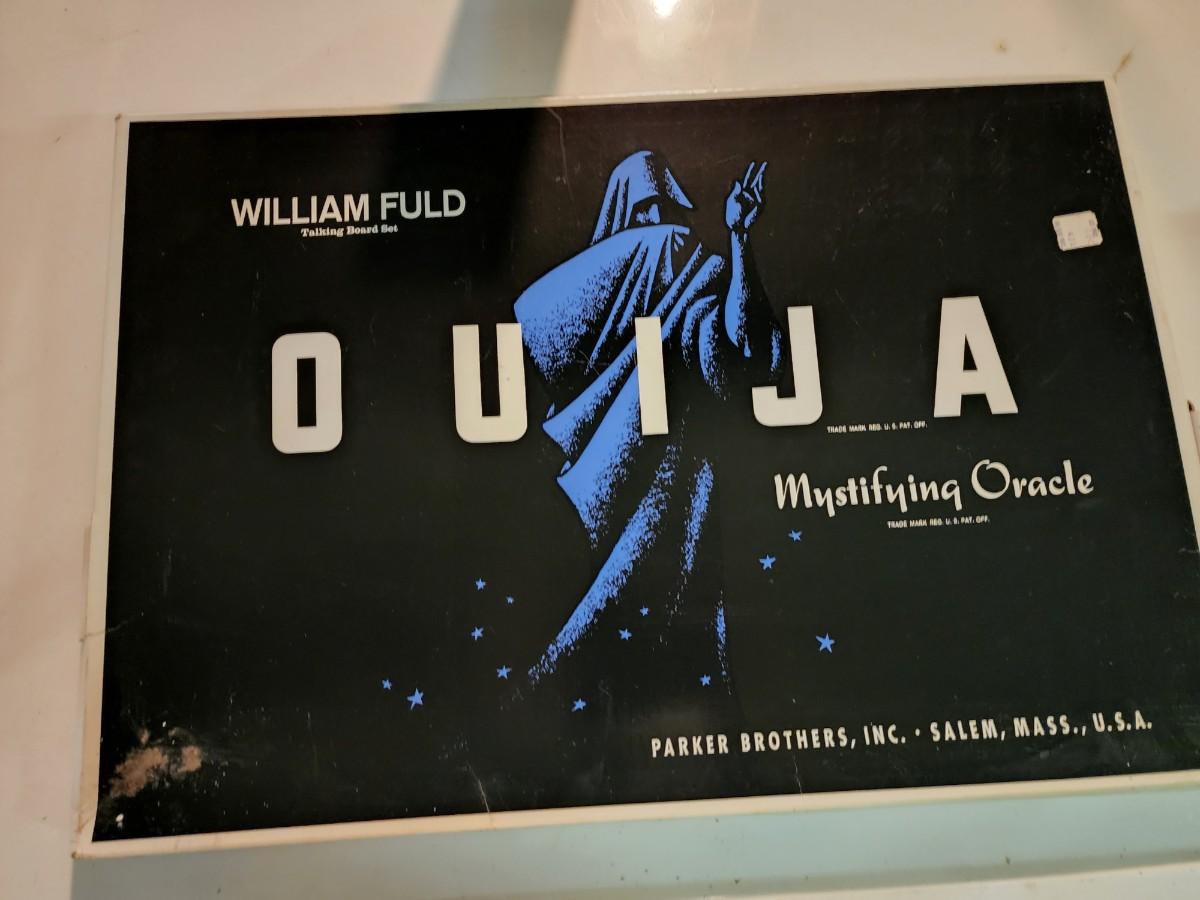 WILLIAM FULD
Talking Board Set
OUIJA
TRADE MARK REG. U. S. PAT. OFF.
Mystifying Oracle
TRADE MARK REG. U. S. PAT. OFF.
PARKER BROTHERS, INC. · SALEM, MASS., U.S.A.